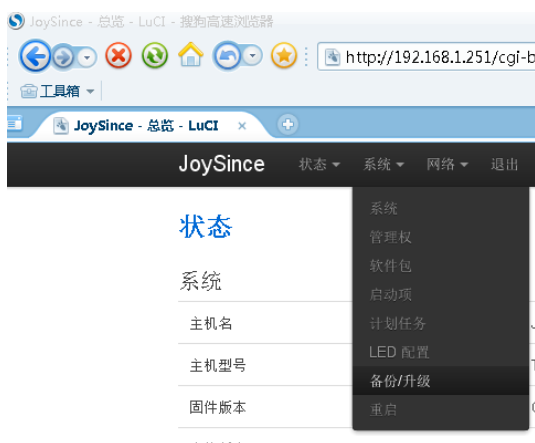 JoySince - 总览 - LuCI - 搜狗高速浏览器
http://192.168.1.251/cgi-b
工具箱
JoySince - 总览 - LuCI ×
JoySince 状态 系统 网络 退出
系统
管理权
软件包
启动项
计划任务
LED 配置
备份/升级
重启
状态
系统
主机名
主机型号
固件版本